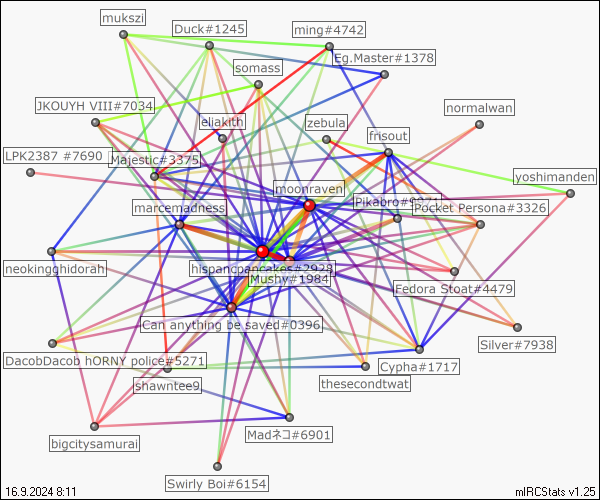 mukszi
Duck#1245
ming#4742
Eg.Master#1378
somass
JKOUYH VIII#7034
normalwan
eliakith
zebula
frisout
LPK2387 #7690
Majestic#3375
moonraven
yoshimanden
marcemadness
Pikabro#9971
Pocket Persona#3326
neokingghidorah
hispancpancakes#2928
Mushy#1984
Fedora Stoat#4479
Can anything be saved#0396
Silver#7938
DacobDacob hORNY police#5271
Cypha#1717
shawntee9
thesecondtwat
Madネコ#6901
bigcitysamurai
Swirly Boi#6154
16.9.2024 8:11
mIRCStats v1.25